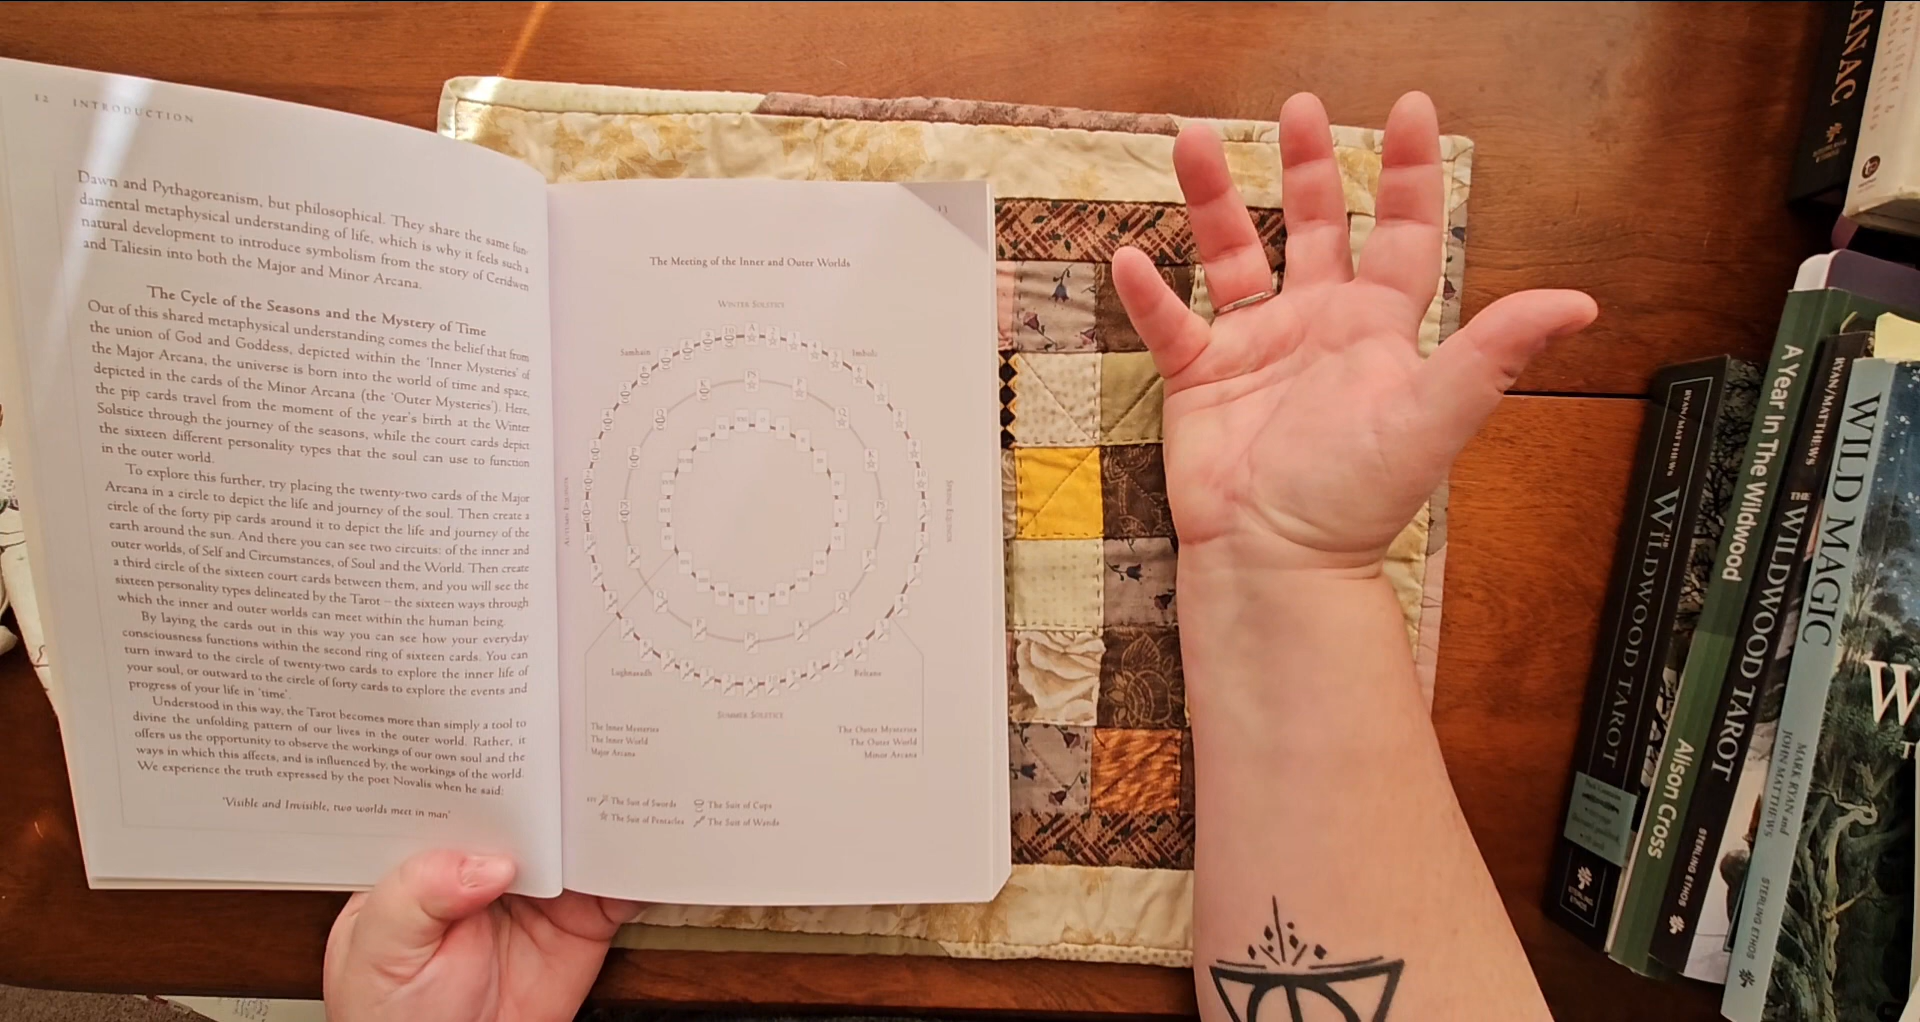 12 INTRODUCTION
Dawn and Pythagoreanism, but philosophical. They share the same fun-
damental metaphysical understanding of life, which is why it feels such a
natural development to introduce symbolism from the story of Ceridwen
and Taliesin into both the Major and Minor Arcana.
The Cycle of the Seasons and the Mystery of Time
Out of this shared metaphysical understanding comes the belief that from
the union of God and Goddess, depicted within the 'Inner Mysteries' of
the Major Arcana, the universe is born into the world of time and space,
depicted in the cards of the Minor Arcana (the 'Outer Mysteries'). Here,
the pip cards travel from the moment of the year's birth at the Winter
Solstice through the journey of the seasons, while the court cards depict
the sixteen different personality types that the soul can use to function
in the outer world.
To explore this further, try placing the twenty-two cards of the Major
Arcana in a circle to depict the life and journey of the soul. Then create a
circle of the forty pip cards around it to depict the life and journey of the
earth around the sun. And there you can see two circuits: of the inner and
outer worlds, of Self and Circumstances, of Soul and the World. Then create
a third circle of the sixteen court cards between them, and you will see the
sixteen personality types delineated by the Tarot – the sixteen ways through
which the inner and outer worlds can meet within the human being.
By laying the cards out in this way you can see how your everyday
consciousness functions within the second ring of sixteen cards. You can
turn inward to the circle of twenty-two cards to explore the inner life of
your soul, or outward to the circle of forty cards to explore the events and
progress of your life in 'time'.
Understood in this way, the Tarot becomes more than simply a tool to
divine the unfolding pattern of our lives in the outer world. Rather, it
offers us the opportunity to observe the workings of our own soul and the
ways in which this affects, and is influenced by, the workings of the world.
We experience the truth expressed by the poet Novalis when he said:
'Visible and Invisible, two worlds meet in man'
13
The Meeting of the Inner and Outer Worlds
WINTER SOLSTICE
Samhain
Imbolc
AUTUMN EQUINOX
SPRING EQUINOX
Lughnasadh
Beltane
SUMMER SOLSTICE
The Inner Mysteries
The Inner World
Major Arcana
The Outer Mysteries
The Outer World
Minor Arcana
The Suit of Swords
The Suit of Cups
The Suit of Pentacles
The Suit of Wands
RYAN/MATTHEWS THE WILDWOOD TAROT
STERLING ETHOS
A Year In The Wildwood Alison Cross
RYAN/MATTHEWS THE WILDWOOD TAROT STERLING ETHOS
WILD MAGIC MARK RYAN and JOHN MATTHEWS STERLING ETHOS
W